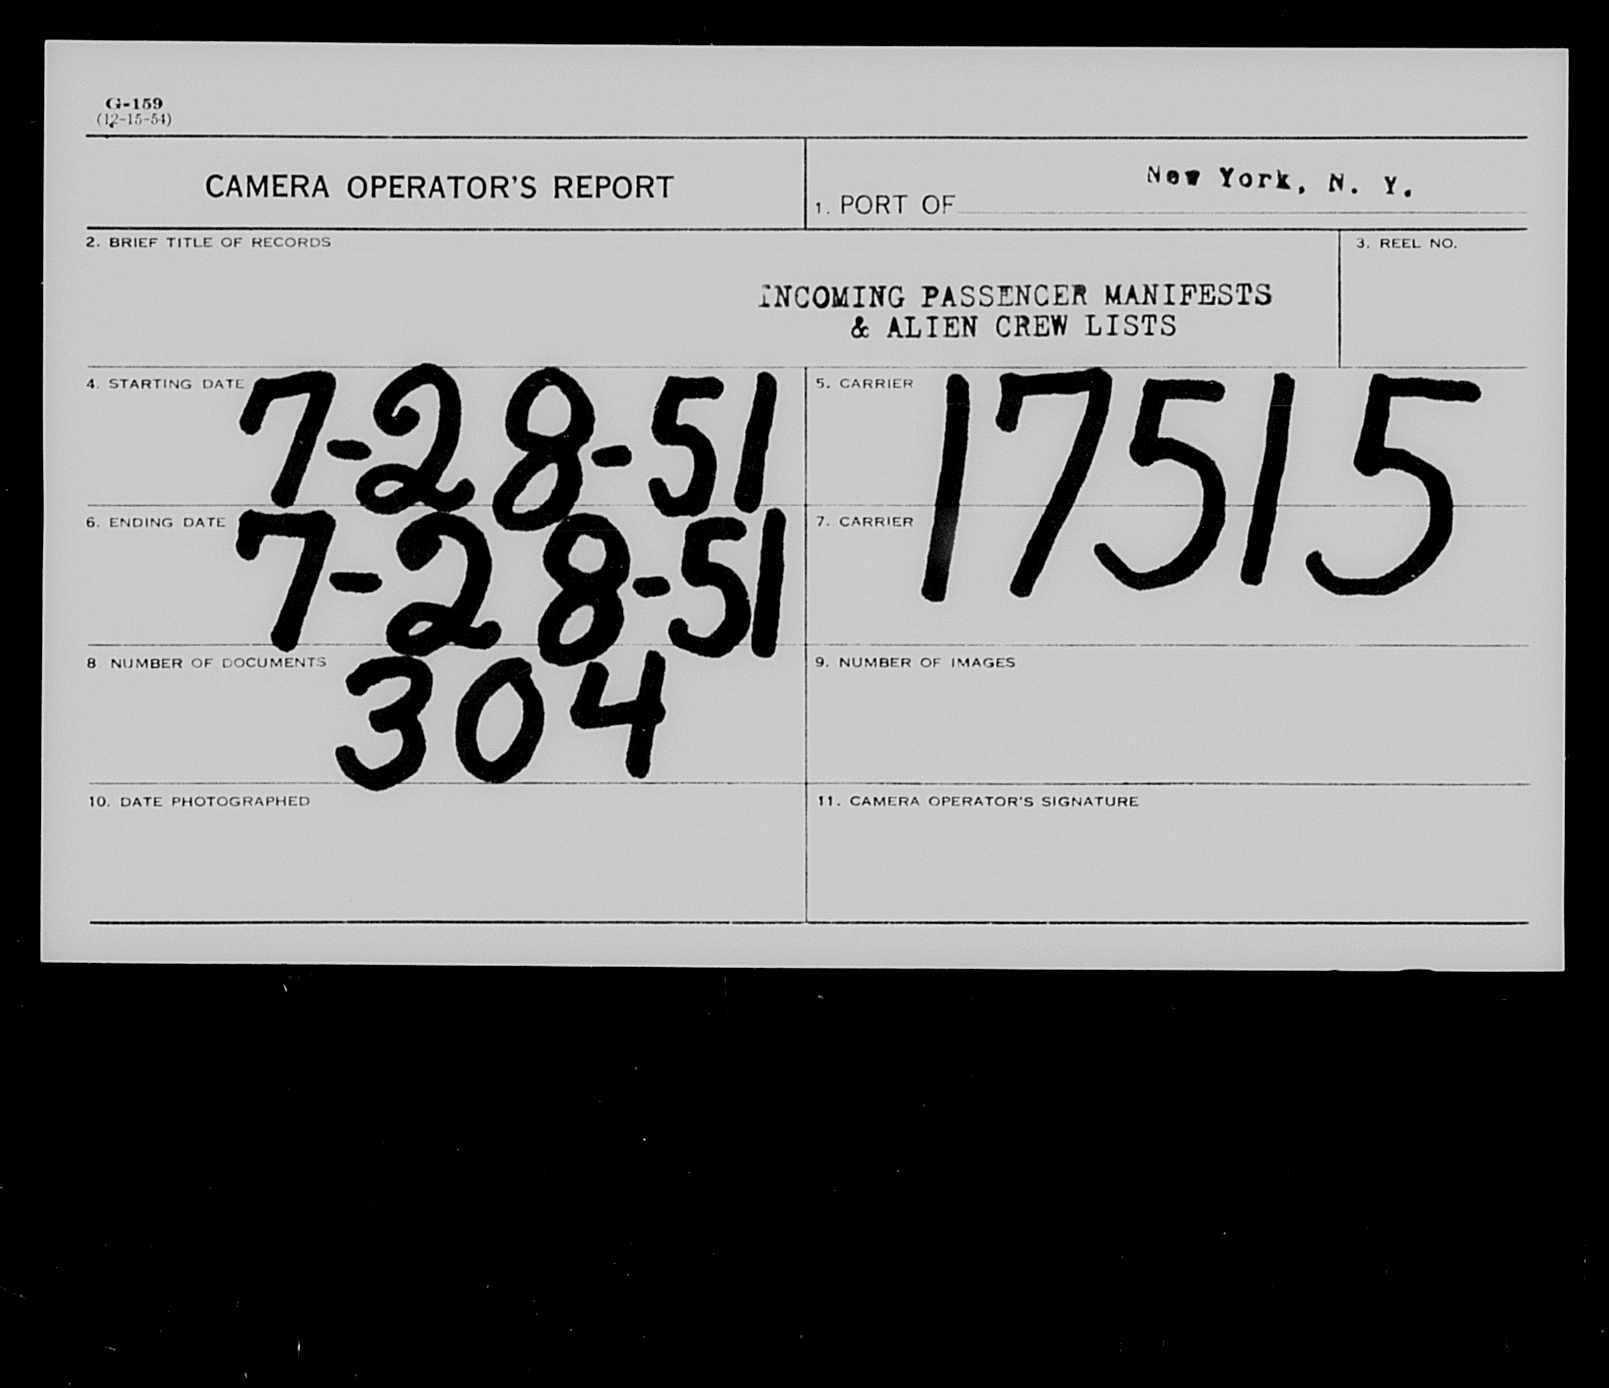 G-159
(12-15-54)
CAMERA OPERATOR'S REPORT
1. PORT OF New York, N. Y.
2. BRIEF TITLE OF RECORDS
3. REEL NO.
INCOMING PASSENGER MANIFESTS
& ALIEN CREW LISTS
4. STARTING DATE 7-28-51
5. CARRIER 17515
6. ENDING DATE 7-28-51
7. CARRIER
8 NUMBER OF DOCUMENTS 304
9. NUMBER OF IMAGES
10. DATE PHOTOGRAPHED
11. CAMERA OPERATOR'S SIGNATURE